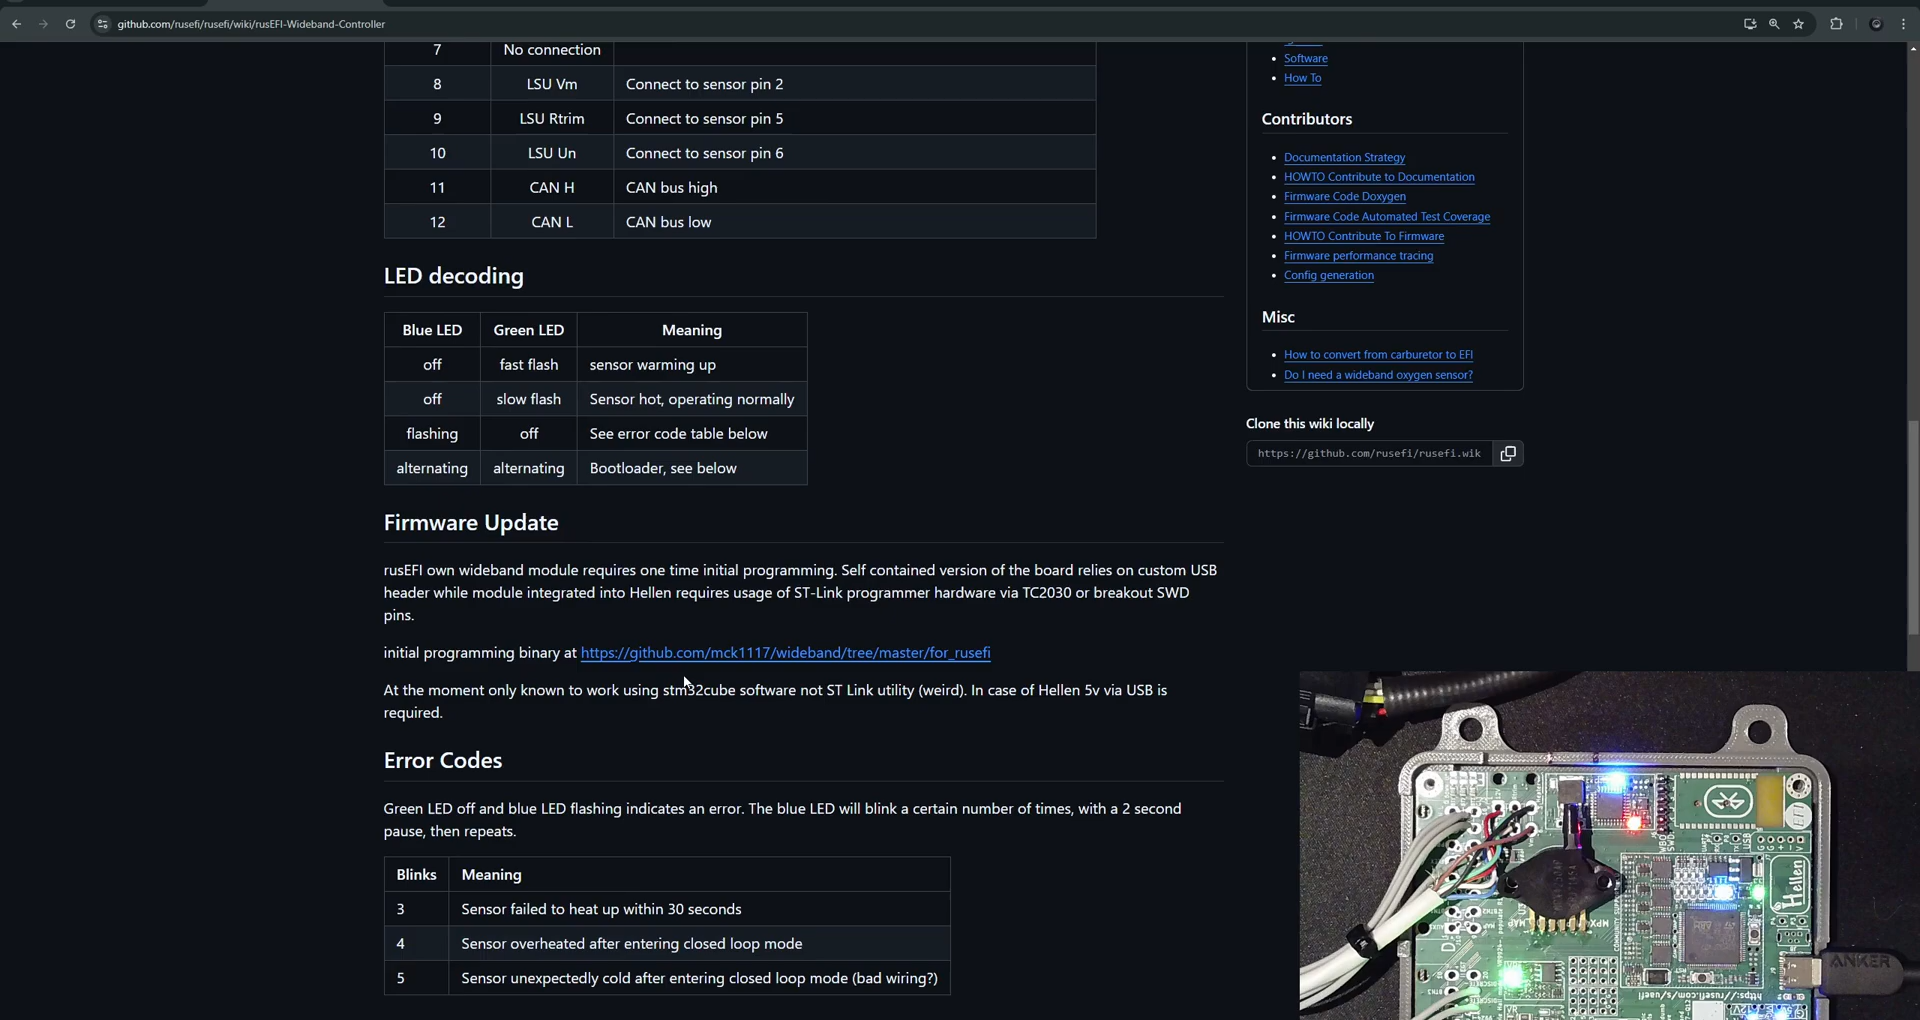 github.com/rusefi/rusefi/wiki/rusEFI-Wideband-Controller
7 No connection
8 LSU Vm Connect to sensor pin 2
9 LSU Rtrim Connect to sensor pin 5
10 LSU Un Connect to sensor pin 6
11 CAN H CAN bus high
12 CAN L CAN bus low
LED decoding
Blue LED Green LED Meaning
off fast flash sensor warming up
off slow flash Sensor hot, operating normally
flashing off See error code table below
alternating alternating Bootloader, see below
Firmware Update
rusEFI own wideband module requires one time initial programming. Self contained version of the board relies on custom USB
header while module integrated into Hellen requires usage of ST-Link programmer hardware via TC2030 or breakout SWD
pins.
initial programming binary at https://github.com/mck1117/wideband/tree/master/for_rusefi
At the moment only known to work using stm32cube software not ST Link utility (weird). In case of Hellen 5v via USB is
required.
Error Codes
Green LED off and blue LED flashing indicates an error. The blue LED will blink a certain number of times, with a 2 second
pause, then repeats.
Blinks Meaning
3 Sensor failed to heat up within 30 seconds
4 Sensor overheated after entering closed loop mode
5 Sensor unexpectedly cold after entering closed loop mode (bad wiring?)
Software
How To
Contributors
Documentation Strategy
HOWTO Contribute to Documentation
Firmware Code Doxygen
Firmware Code Automated Test Coverage
HOWTO Contribute To Firmware
Firmware performance tracing
Config generation
Misc
How to convert from carburetor to EFI
Do I need a wideband oxygen sensor?
Clone this wiki locally
https://github.com/rusefi/rusefi.wik
Hellen
ANKER